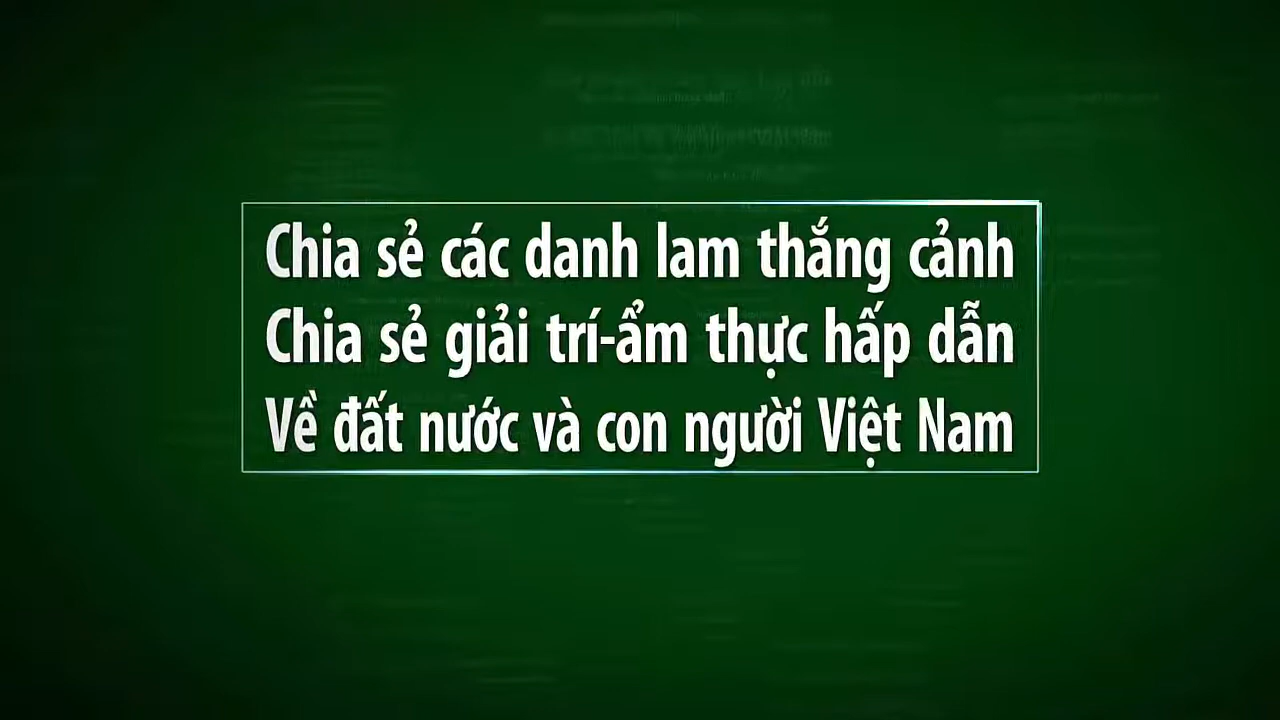 Chia sẻ các danh lam thắng cảnh
Chia sẻ giải trí-ẩm thực hấp dẫn
Về đất nước và con người Việt Nam